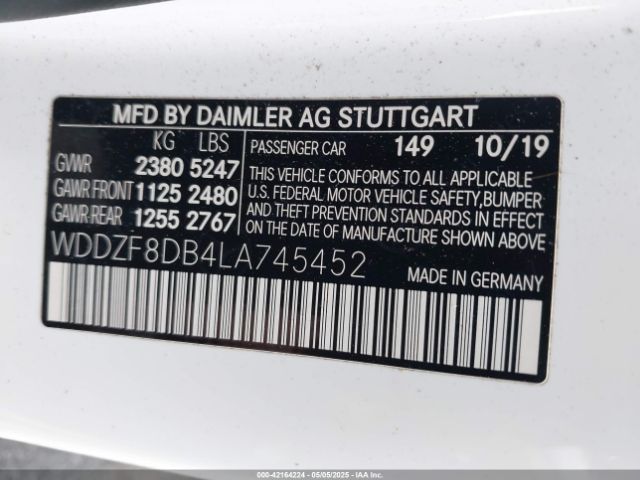 MFD BY DAIMLER AG STUTTGART
KG LBS
GVWR 2380 5247
GAWR FRONT 1125 2480
GAWR-REAR 1255 2767
PASSENGER CAR 149 10/19
THIS VEHICLE CONFORMS TO ALL APPLICABLE
U.S. FEDERAL MOTOR VEHICLE SAFETY,BUMPER
AND THEFT PREVENTION STANDARDS IN EFFECT
ON THE DATE OF MANUFACTURE SHOWN ABOVE.
WDDZF8DB4LA745452
MADE IN GERMANY
000-42164224 - 05/05/2025 - IAAI.COM